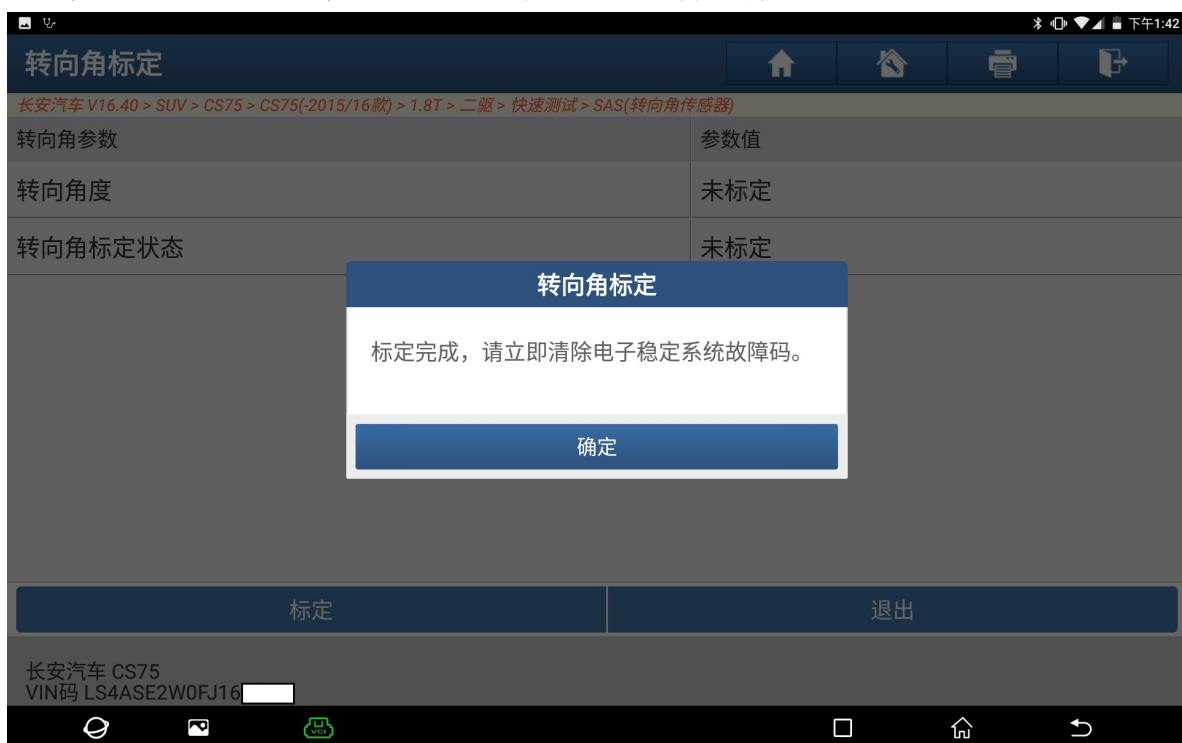 下午1:42
转向角标定
长安汽车 V16.40 > SUV > CS75 > CS75(-2015/16款) > 1.8T > 二驱 > 快速测试 > SAS(转向角传感器)
转向角参数 参数值
转向角度 未标定
转向角标定状态 未标定
转向角标定
标定完成，请立即清除电子稳定系统故障码。
确定
标定 退出
长安汽车 CS75
VIN码 LS4ASE2W0FJ16
VCI